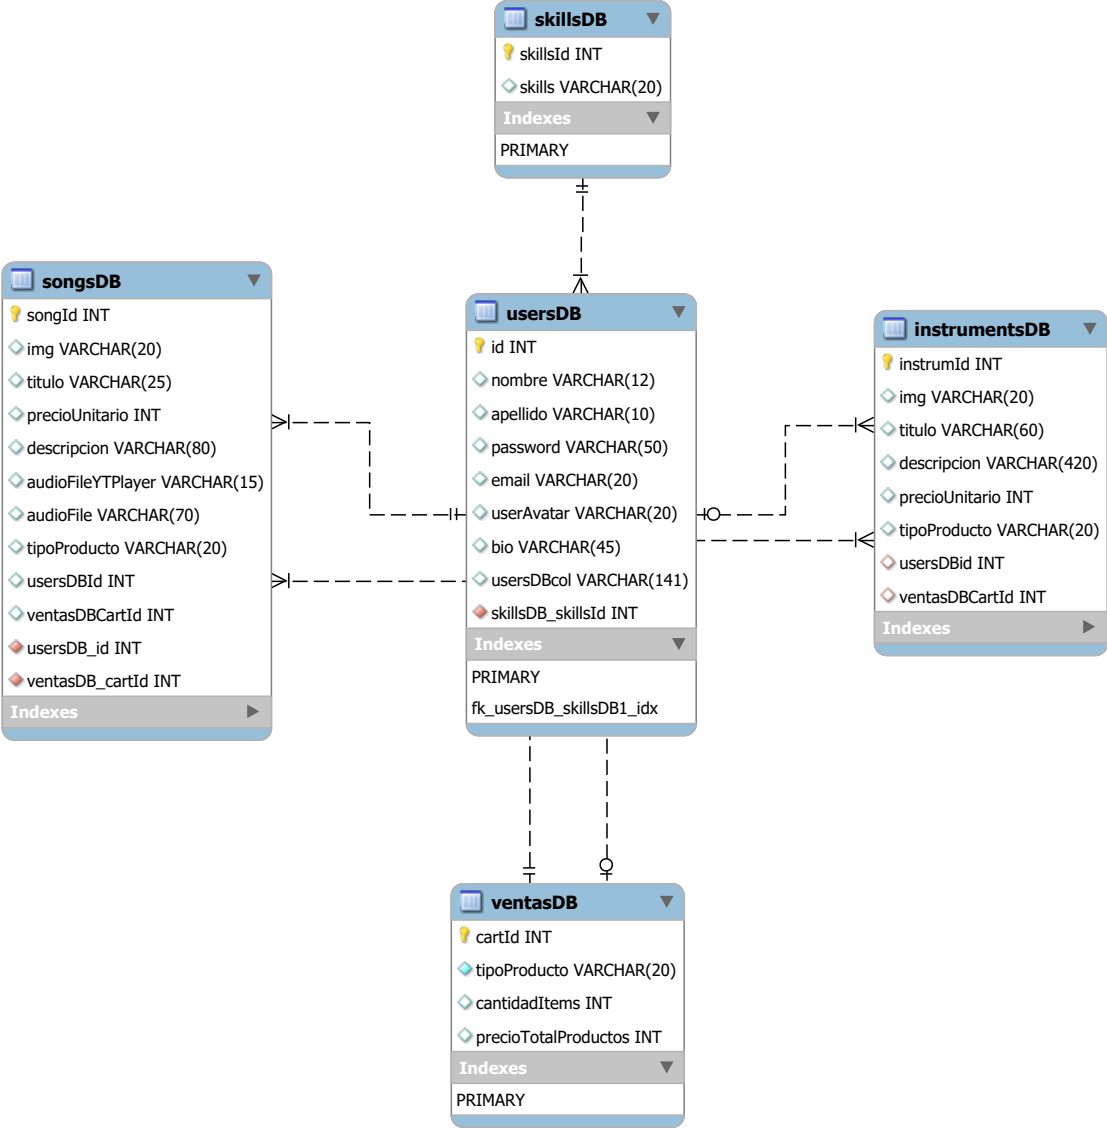 skillsDB
skillsId INT
skills VARCHAR(20)
Indexes
PRIMARY
songsDB
songId INT
img VARCHAR(20)
titulo VARCHAR(25)
precioUnitario INT
descripcion VARCHAR(80)
audioFileYTPlayer VARCHAR(15)
audioFile VARCHAR(70)
tipoProducto VARCHAR(20)
usersDBId INT
ventasDBCartId INT
usersDB_id INT
ventasDB_cartId INT
Indexes
usersDB
id INT
nombre VARCHAR(12)
apellido VARCHAR(10)
password VARCHAR(50)
email VARCHAR(20)
userAvatar VARCHAR(20)
bio VARCHAR(45)
usersDBcol VARCHAR(141)
skillsDB_skillsId INT
Indexes
PRIMARY
fk_usersDB_skillsDB1_idx
instrumentsDB
instrumId INT
img VARCHAR(20)
titulo VARCHAR(60)
descripcion VARCHAR(420)
precioUnitario INT
tipoProducto VARCHAR(20)
usersDBid INT
ventasDBCartId INT
Indexes
ventasDB
cartId INT
tipoProducto VARCHAR(20)
cantidadItems INT
precioTotalProductos INT
Indexes
PRIMARY